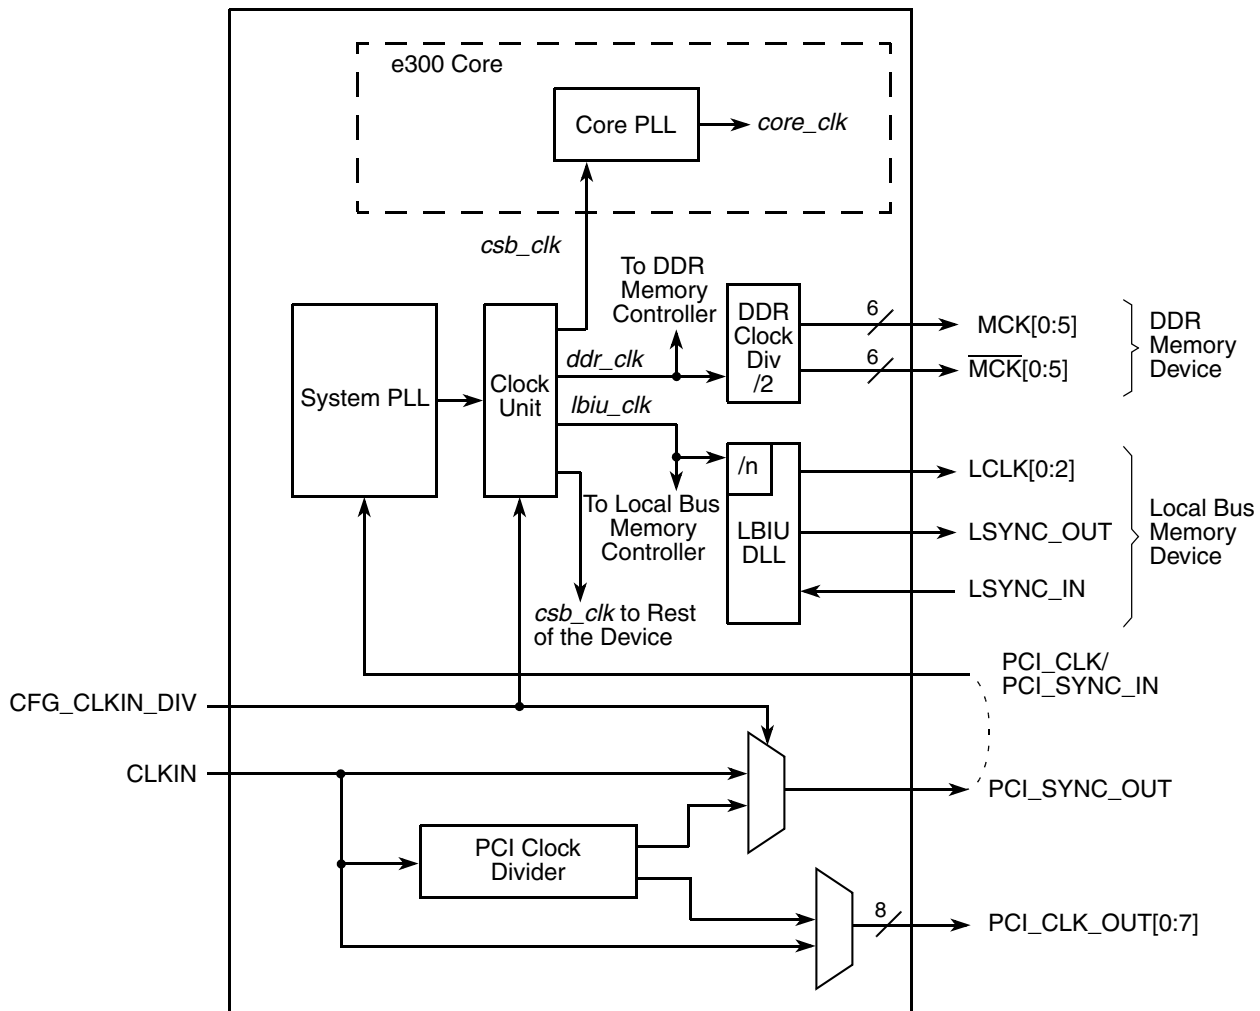 e300 Core
Core PLL
core_clk
csb_clk
To DDR
Memory
Controller
DDR
Clock
Div
/2
6
MCK[0:5]
6
M̅C̅K̅[0:5]
DDR
Memory
Device
System PLL
Clock
Unit
ddr_clk
lbiu_clk
/n
LBIU
DLL
To Local Bus
Memory
Controller
LCLK[0:2]
LSYNC_OUT
LSYNC_IN
Local Bus
Memory
Device
csb_clk to Rest
of the Device
PCI_CLK/
PCI_SYNC_IN
CFG_CLKIN_DIV
CLKIN
PCI_SYNC_OUT
PCI Clock
Divider
8
PCI_CLK_OUT[0:7]